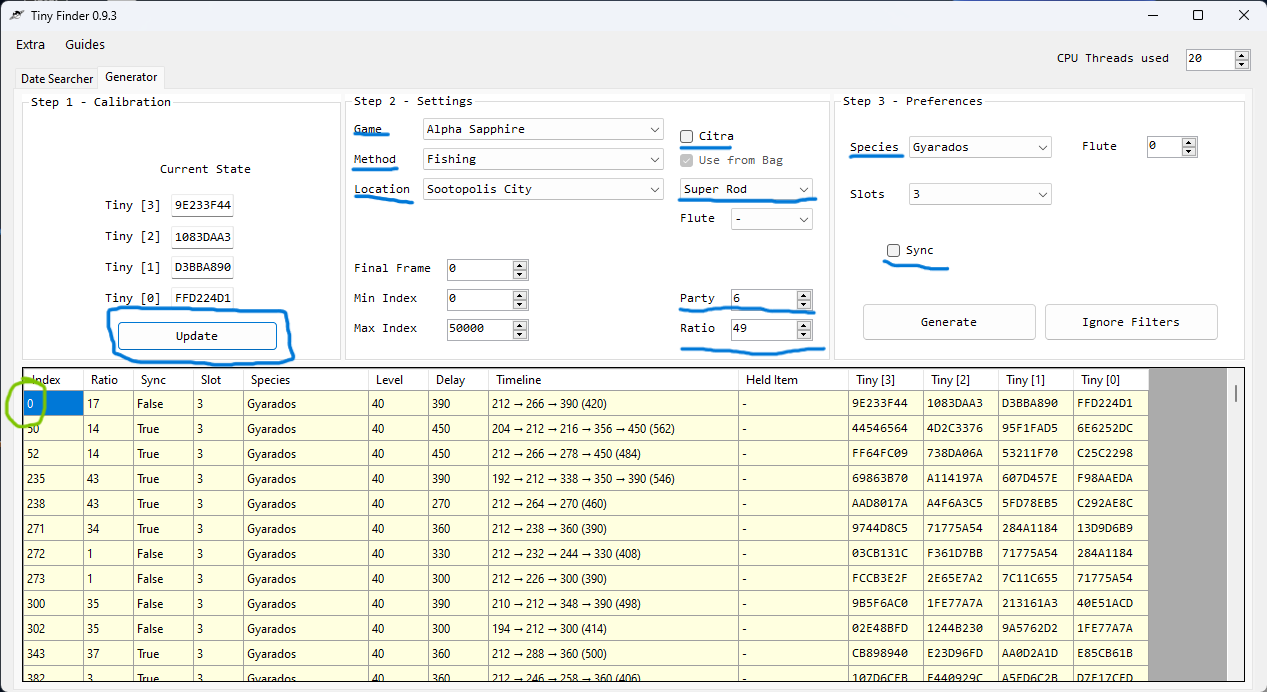 Tiny Finder 0.9.3
Extra Guides
CPU Threads used 20
Date Searcher Generator
Step 1 - Calibration
Current State
Tiny [3] 9E233F44
Tiny [2] 1083DAA3
Tiny [1] D3BBA890
Tiny [0] FFD224D1
Update
Step 2 - Settings
Game Alpha Sapphire
Citra
Method Fishing
Use from Bag
Location Sootopolis City
Super Rod
Flute -
Final Frame 0
Min Index 0
Party 6
Max Index 50000
Ratio 49
Step 3 - Preferences
Species Gyarados
Flute 0
Slots 3
Sync
Generate Ignore Filters
Index Ratio Sync Slot Species Level Delay Timeline Held Item Tiny [3] Tiny [2] Tiny [1] Tiny [0]
0 17 False 3 Gyarados 40 390 212 → 266 → 390 (420) - 9E233F44 1083DAA3 D3BBA890 FFD224D1
50 14 True 3 Gyarados 40 450 204 → 212 → 216 → 356 → 450 (562) - 44546564 4D2C3376 95F1FAD5 6E6252DC
52 14 True 3 Gyarados 40 450 212 → 266 → 278 → 450 (484) - FF64FC09 738DA06A 53211F70 C25C2298
235 43 True 3 Gyarados 40 390 192 → 212 → 338 → 350 → 390 (546) - 69863B70 A114197A 607D457E F98AAEDA
238 43 True 3 Gyarados 40 270 212 → 264 → 270 (460) - AAD8017A A4F6A3C5 5FD78EB5 C292AE8C
271 34 True 3 Gyarados 40 360 212 → 238 → 360 (390) - 9744D8C5 71775A54 284A1184 13D9D6B9
272 1 False 3 Gyarados 40 330 212 → 232 → 244 → 330 (408) - 03CB131C F361D7BB 71775A54 284A1184
273 1 False 3 Gyarados 40 300 212 → 226 → 300 (390) - FCCB3E2F 2E65E7A2 7C11C655 71775A54
300 35 False 3 Gyarados 40 390 210 → 212 → 348 → 390 (498) - 9B5F6AC0 1FE77A7A 213161A3 40E51ACD
302 35 False 3 Gyarados 40 300 194 → 212 → 300 (414) - 02E48BFD 1244B230 9A5762D2 1FE77A7A
343 37 True 3 Gyarados 40 360 212 → 288 → 360 (500) - CB898940 E23D96FD AA0D2A1D E85CB61B
382 3 True 3 Gyarados 40 360 212 → 246 → 258 → 360 (406) - 107D6CEB E440929C A5ED6C2B D7E17CED